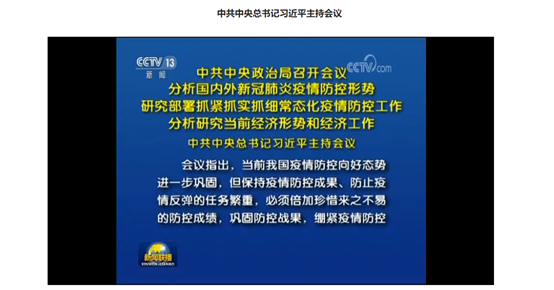 中共中央总书记习近平主持会议
CCTV 13
新闻
CCTV.com
中共中央政治局召开会议
分析国内外新冠肺炎疫情防控形势
研究部署抓紧抓实抓细常态化疫情防控工作
分析研究当前经济形势和经济工作
中共中央总书记习近平主持会议
会议指出，当前我国疫情防控向好态势
进一步巩固，但保持疫情防控成果、防止疫
情反弹的任务繁重，必须倍加珍惜来之不易
的防控成绩，巩固防控战果，绷紧疫情防控
新闻联播